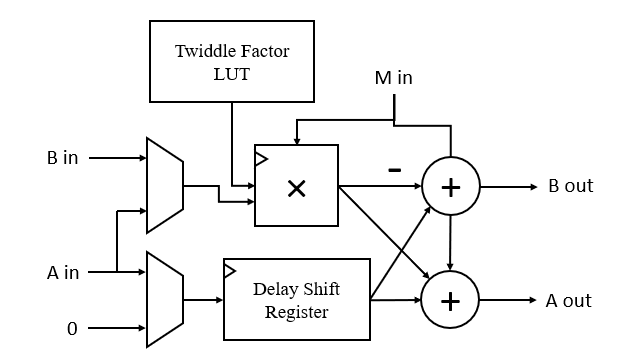 Twiddle Factor
LUT
M in
B in
×
–
+
B out
A in
Delay Shift
Register
+
A out
0